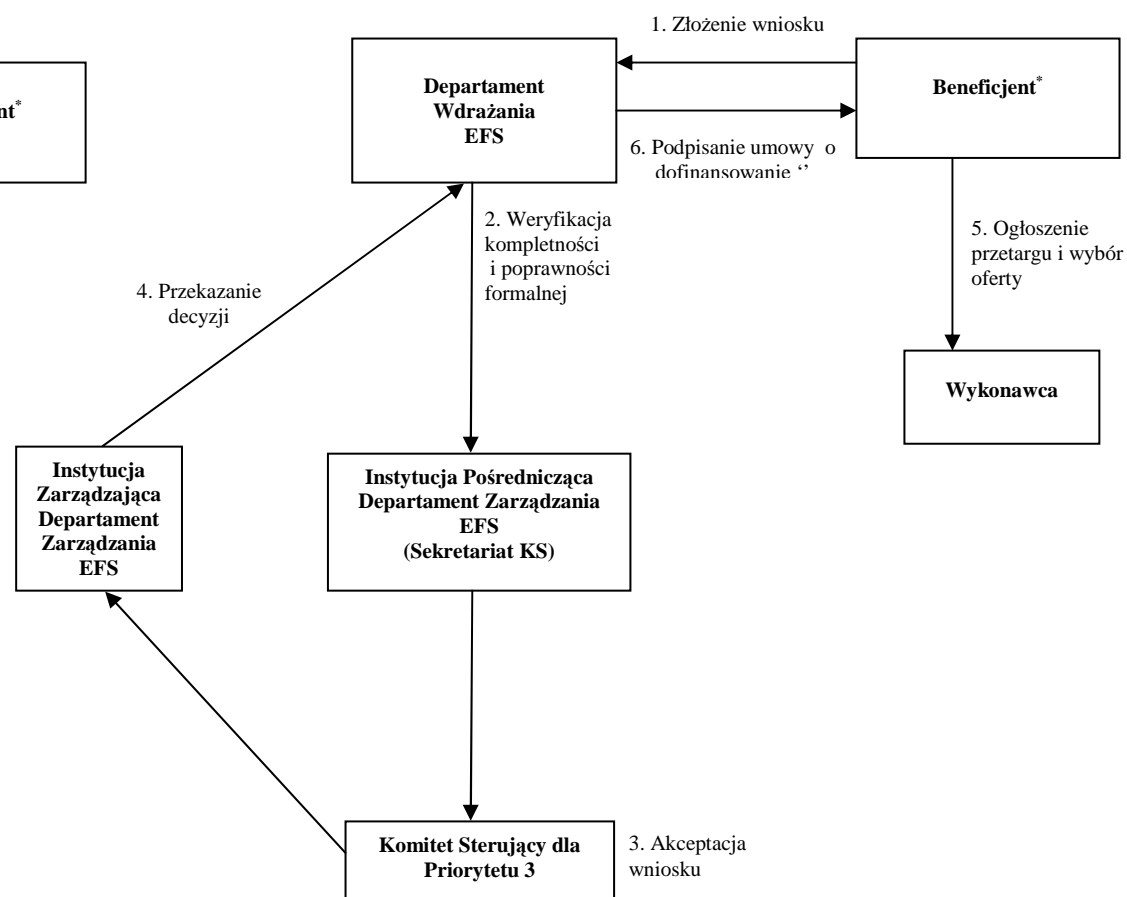 1. Złożenie wniosku
nt*
Departament
Wdrażania
EFS
Beneficjent*
6. Podpisanie umowy o
dofinansowanie ‘’
2. Weryfikacja
kompletności
i poprawności
formalnej
5. Ogłoszenie
przetargu i wybór
oferty
4. Przekazanie
decyzji
Wykonawca
Instytucja
Zarządzająca
Departament
Zarządzania
EFS
Instytucja Pośrednicząca
Departament Zarządzania
EFS
(Sekretariat KS)
Komitet Sterujący dla
Priorytetu 3
3. Akceptacja
wniosku